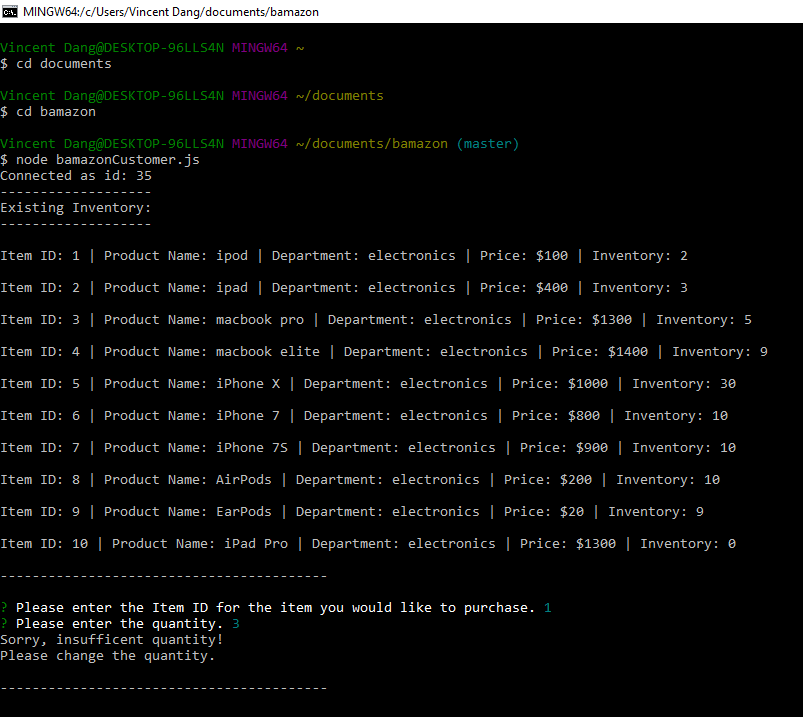 MINGW64:/c/Users/Vincent Dang/documents/bamazon
Vincent Dang@DESKTOP-96LLS4N MINGW64 ~
$ cd documents
Vincent Dang@DESKTOP-96LLS4N MINGW64 ~/documents
$ cd bamazon
Vincent Dang@DESKTOP-96LLS4N MINGW64 ~/documents/bamazon (master)
$ node bamazonCustomer.js
Connected as id: 35
-------------------
Existing Inventory:
-------------------
Item ID: 1 | Product Name: ipod | Department: electronics | Price: $100 | Inventory: 2
Item ID: 2 | Product Name: ipad | Department: electronics | Price: $400 | Inventory: 3
Item ID: 3 | Product Name: macbook pro | Department: electronics | Price: $1300 | Inventory: 5
Item ID: 4 | Product Name: macbook elite | Department: electronics | Price: $1400 | Inventory: 9
Item ID: 5 | Product Name: iPhone X | Department: electronics | Price: $1000 | Inventory: 30
Item ID: 6 | Product Name: iPhone 7 | Department: electronics | Price: $800 | Inventory: 10
Item ID: 7 | Product Name: iPhone 7S | Department: electronics | Price: $900 | Inventory: 10
Item ID: 8 | Product Name: AirPods | Department: electronics | Price: $200 | Inventory: 10
Item ID: 9 | Product Name: EarPods | Department: electronics | Price: $20 | Inventory: 9
Item ID: 10 | Product Name: iPad Pro | Department: electronics | Price: $1300 | Inventory: 0
-----------------------------------------
? Please enter the Item ID for the item you would like to purchase. 1
? Please enter the quantity. 3
Sorry, insufficent quantity!
Please change the quantity.
-----------------------------------------